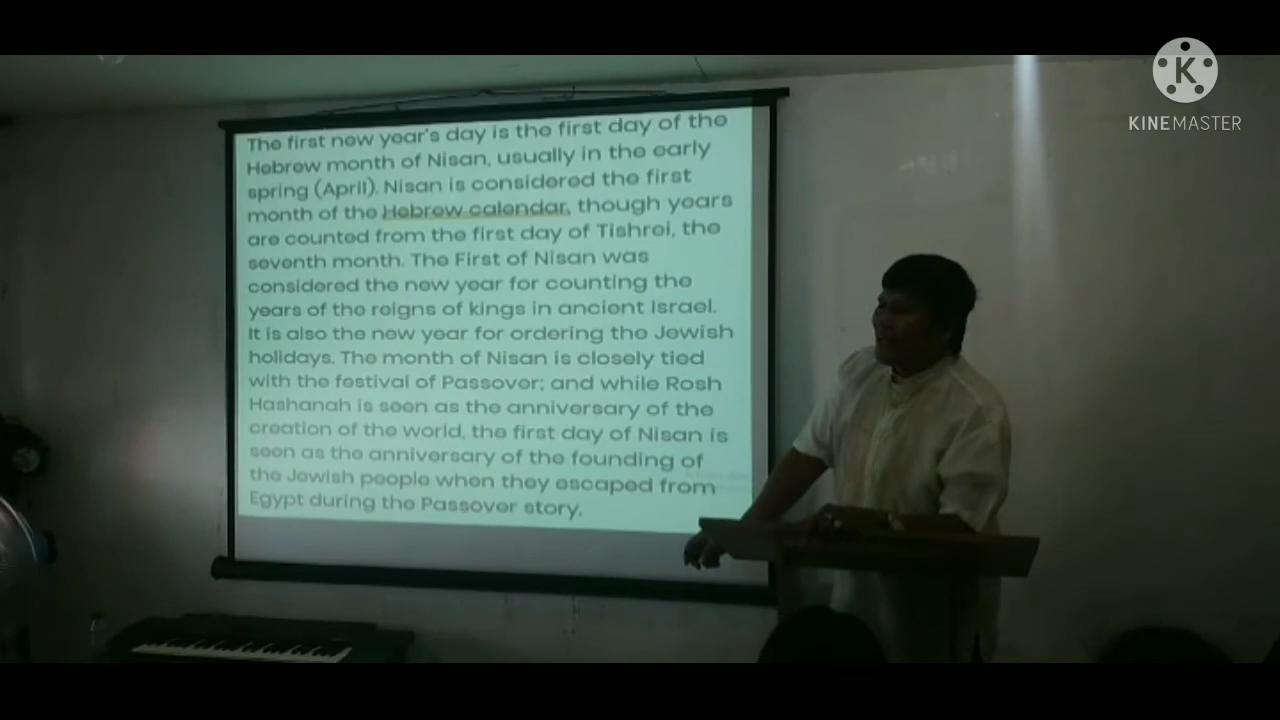 The first new year's day is the first day of the
Hebrew month of Nisan, usually in the early
spring (April). Nisan is considered the first
month of the Hebrew calendar, though years
are counted from the first day of Tishrei, the
seventh month. The First of Nisan was
considered the new year for counting the
years of the reigns of kings in ancient Israel.
It is also the new year for ordering the Jewish
holidays. The month of Nisan is closely tied
with the festival of Passover; and while Rosh
Hashanah is seen as the anniversary of the
creation of the world, the first day of Nisan is
seen as the anniversary of the founding of
the Jewish people when they escaped from
Egypt during the Passover story.
K
KINEMASTER